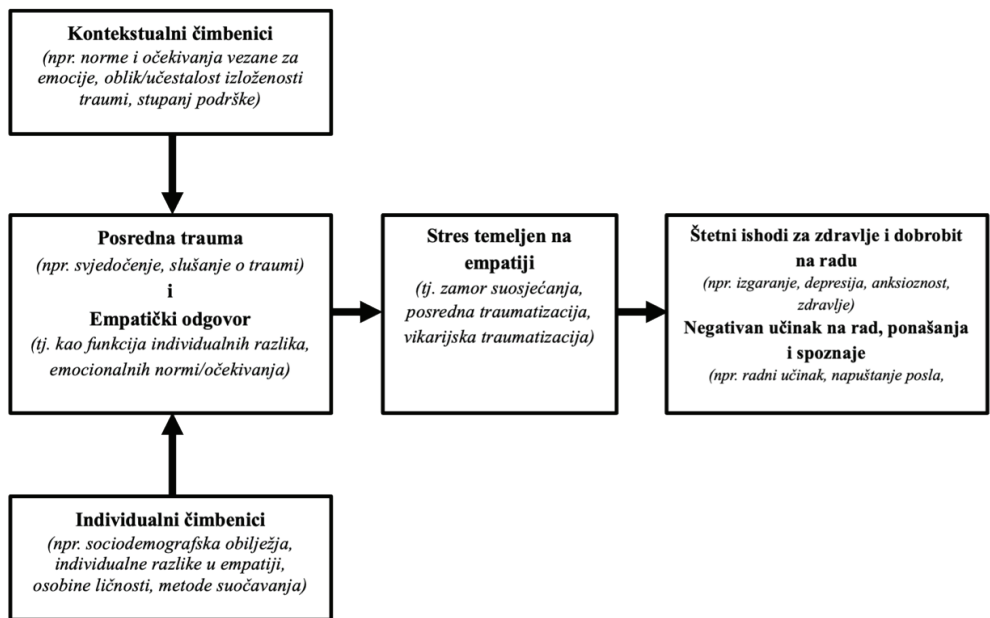 Kontekstualni čimbenici
(npr. norme i očekivanja vezane za
emocije, oblik/učestalost izloženosti
traumi, stupanj podrške)
Posredna trauma
(npr. svjedočenje, slušanje o traumi)
i
Empatički odgovor
(tj. kao funkcija individualnih razlika,
emocionalnih normi/očekivanja)
Stres temeljen na
empatiji
(tj. zamor suosjećanja,
posredna traumatizacija,
vikarijska traumatizacija)
Štetni ishodi za zdravlje i dobrobit
na radu
(npr. izgaranje, depresija, anksioznost,
zdravlje)
Negativan učinak na rad, ponašanja
i spoznaje
(npr. radni učinak, napuštanje posla,
Individualni čimbenici
(npr. sociodemografska obilježja,
individualne razlike u empatiji,
osobine ličnosti, metode suočavanja)